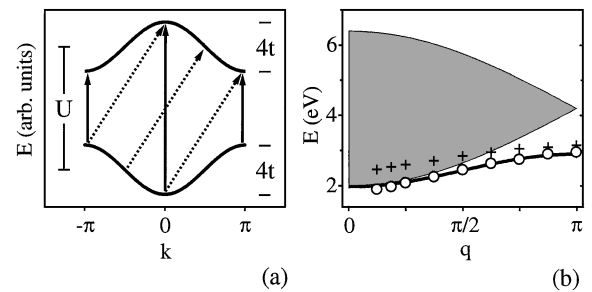 E (arb. units)
U
4t
4t
-π
0
π
k
(a)
E (eV)
6
4
2
0
π/2
π
q
(b)